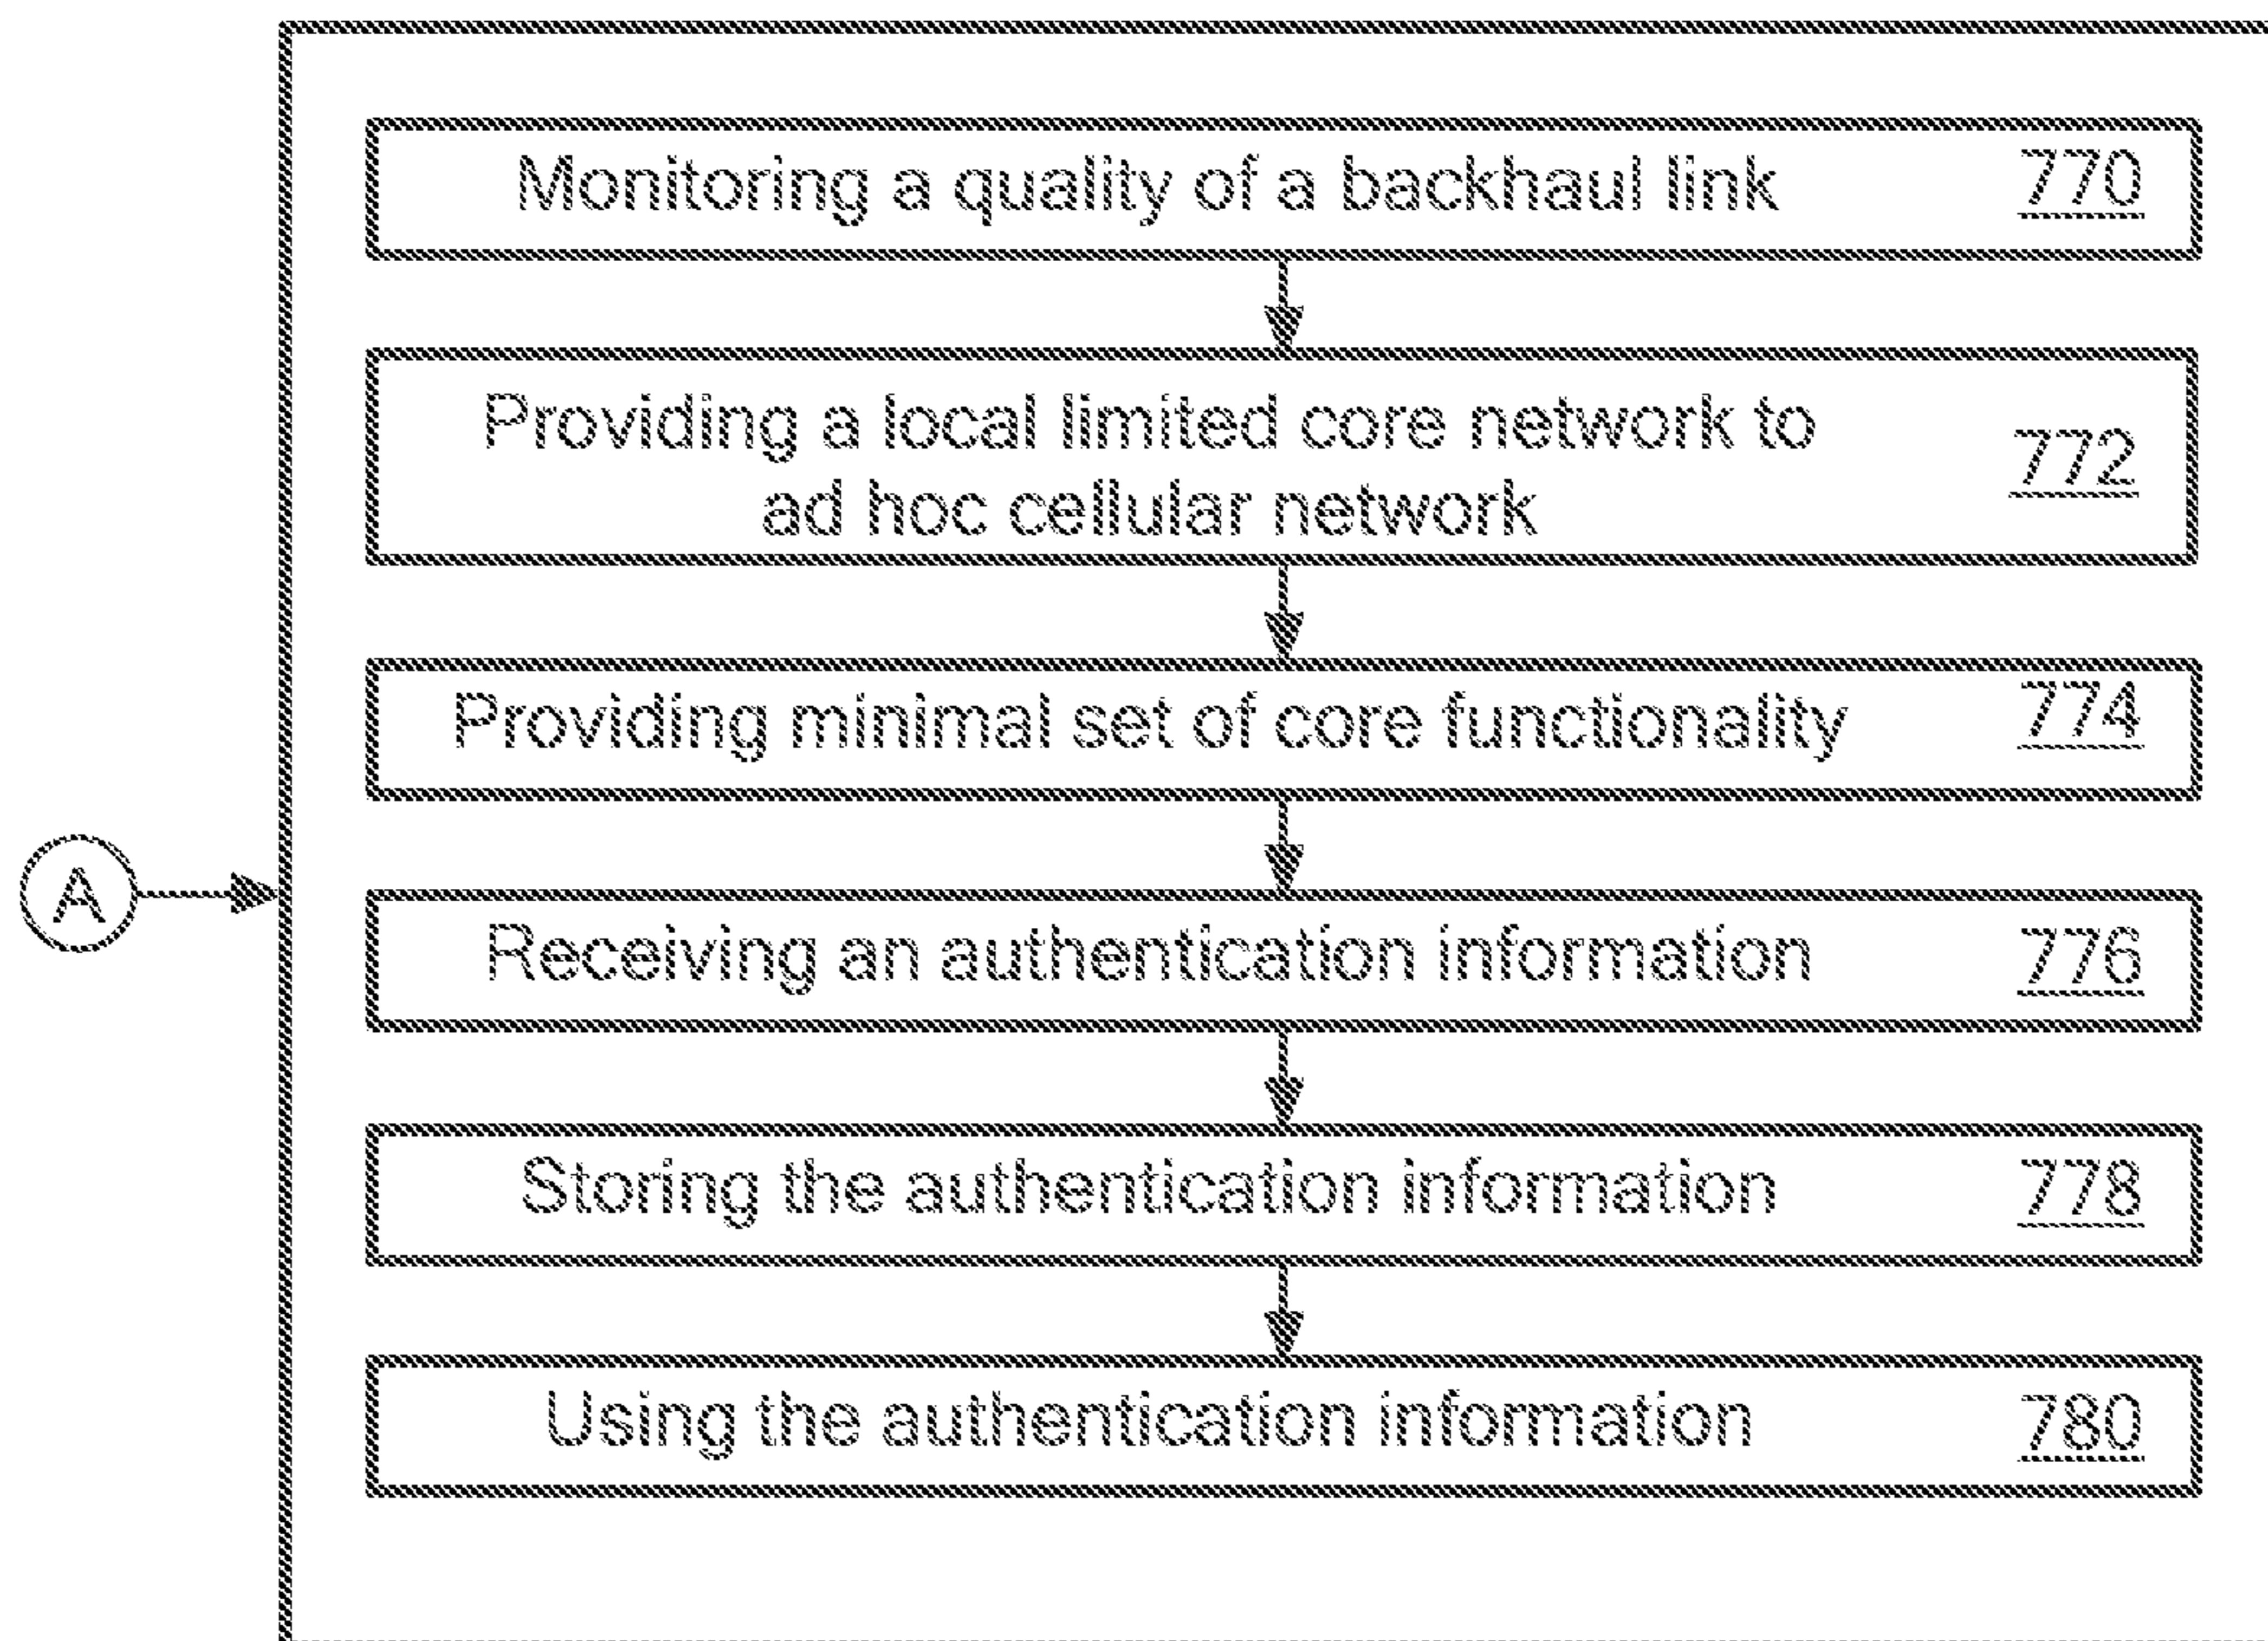 Monitoring a quality of a backhaul link 770
Providing a local limited core network to
ad hoc cellular network 772
Providing minimal set of core functionality 774
A
Receiving an authentication information 776
Storing the authentication information 778
Using the authentication information 780